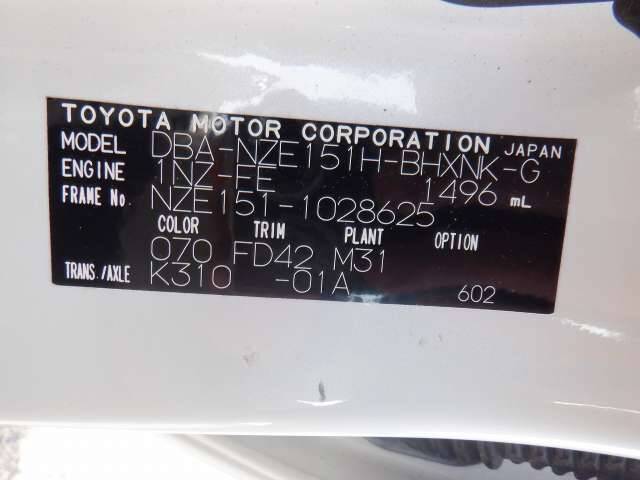 TOYOTA MOTOR CORPORATION JAPAN
MODEL DBA-NZE151H-BHXNK-G
ENGINE 1NZ-FE 1496 mL
FRAME No. NZE151-1028625
COLOR TRIM PLANT OPTION
070 FD42 M31
TRANS./AXLE K310 -01A 602